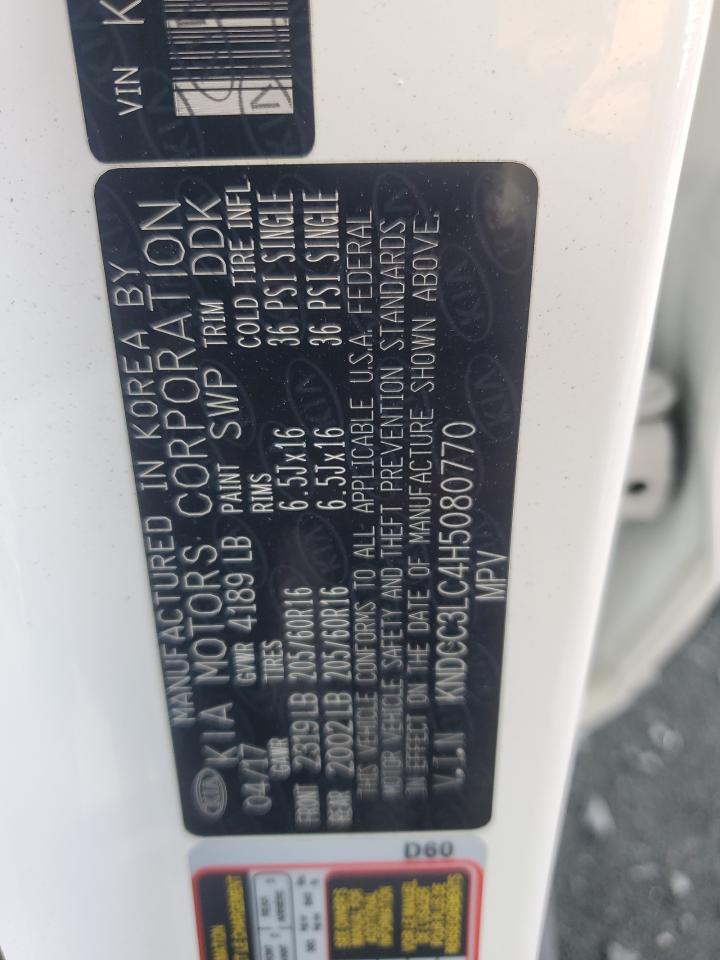 VIN K
MANUFACTURED IN KOREA BY
KIA KIA MOTORS CORPORATION
04/17 GVWR 4189 LB PAINT SWP TRIM DDK
GAWR TIRES RIMS COLD TIRE INFL
FRONT 2319 LB 205/60R16 6.5Jx16 36 PSI SINGLE
REAR 2002 LB 205/60R16 6.5Jx16 36 PSI SINGLE
THIS VEHICLE CONFORMS TO ALL APPLICABLE U.S.A. FEDERAL
MOTOR VEHICLE SAFETY AND THEFT PREVENTION STANDARDS
IN EFFECT ON THE DATE OF MANUFACTURE SHOWN ABOVE.
V.I.N KNDCC3LC4H5080770
MPV
D60